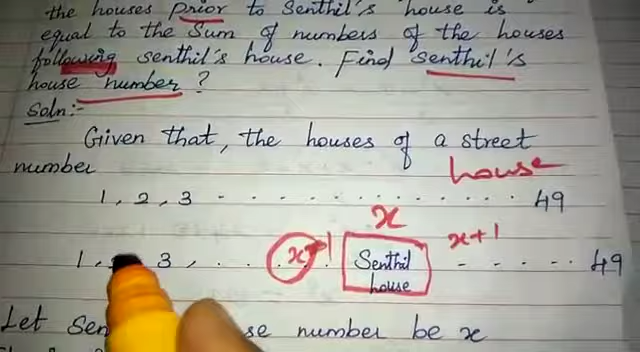 the houses prior to Senthil's house is
equal to the Sum of numbers of the houses
following senthil's house. Find senthil's
house number?
Soln:-
Given that, the houses of a street
number
house
1, 2, 3 - - - - - - - - - - - - - 49
x
1, 3, . . . x-1 . Senthil house x+1 - - - - - 49
Let Sen se number be x